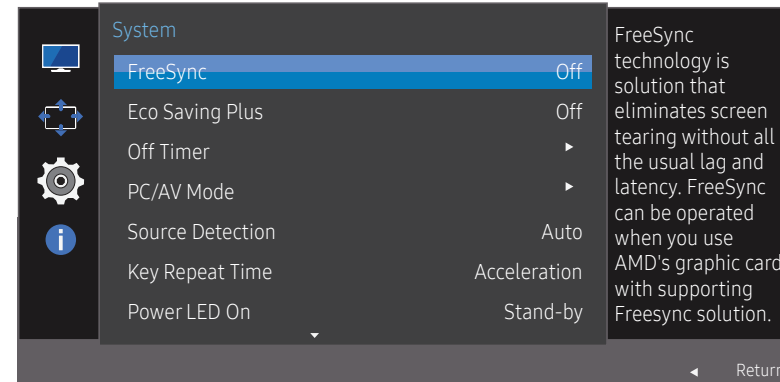 System
FreeSync Off
Eco Saving Plus Off
Off Timer
PC/AV Mode
Source Detection Auto
Key Repeat Time Acceleration
Power LED On Stand-by
FreeSync
technology is
solution that
eliminates screen
tearing without all
the usual lag and
latency. FreeSync
can be operated
when you use
AMD's graphic card
with supporting
Freesync solution.
Return